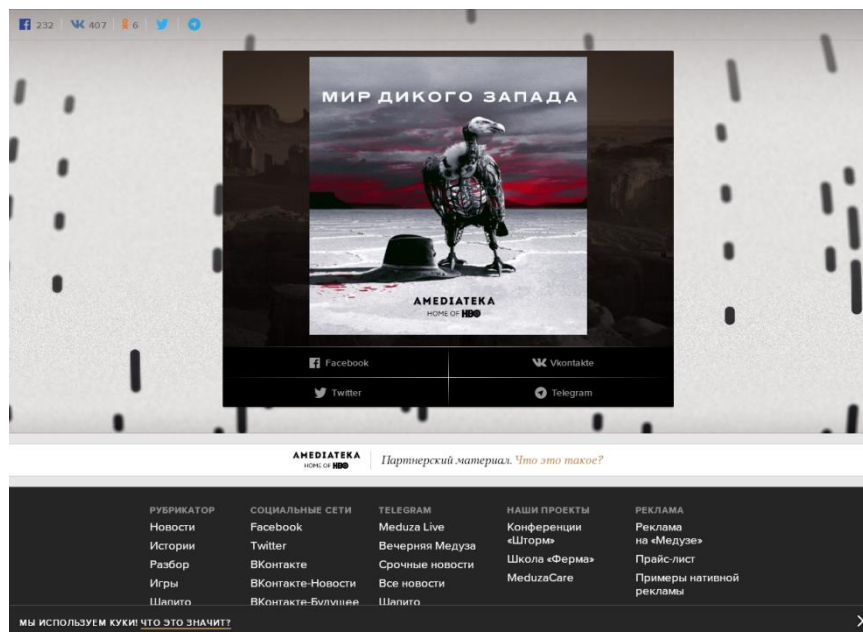 232 407 6
МИР ДИКОГО ЗАПАДА
AMEDIATEKA
HOME OF HBO
Facebook
Vkontakte
Twitter
Telegram
AMEDIATEKA
HOME OF HBO
Партнерский материал. Что это такое?
РУБРИКАТОР
Новости
Истории
Разбор
Игры
Шапито
СОЦИАЛЬНЫЕ СЕТИ
Facebook
Twitter
ВКонтакте
ВКонтакте-Новости
ВКонтакте-Будущее
TELEGRAM
Meduza Live
Вечерняя Медуза
Срочные новости
Все новости
Шапито
НАШИ ПРОЕКТЫ
Конференции
«Шторм»
Школа «Ферма»
MeduzaCare
РЕКЛАМА
Реклама
на «Медузе»
Прайс-лист
Примеры нативной
рекламы
МЫ ИСПОЛЬЗУЕМ КУКИ! ЧТО ЭТО ЗНАЧИТ?